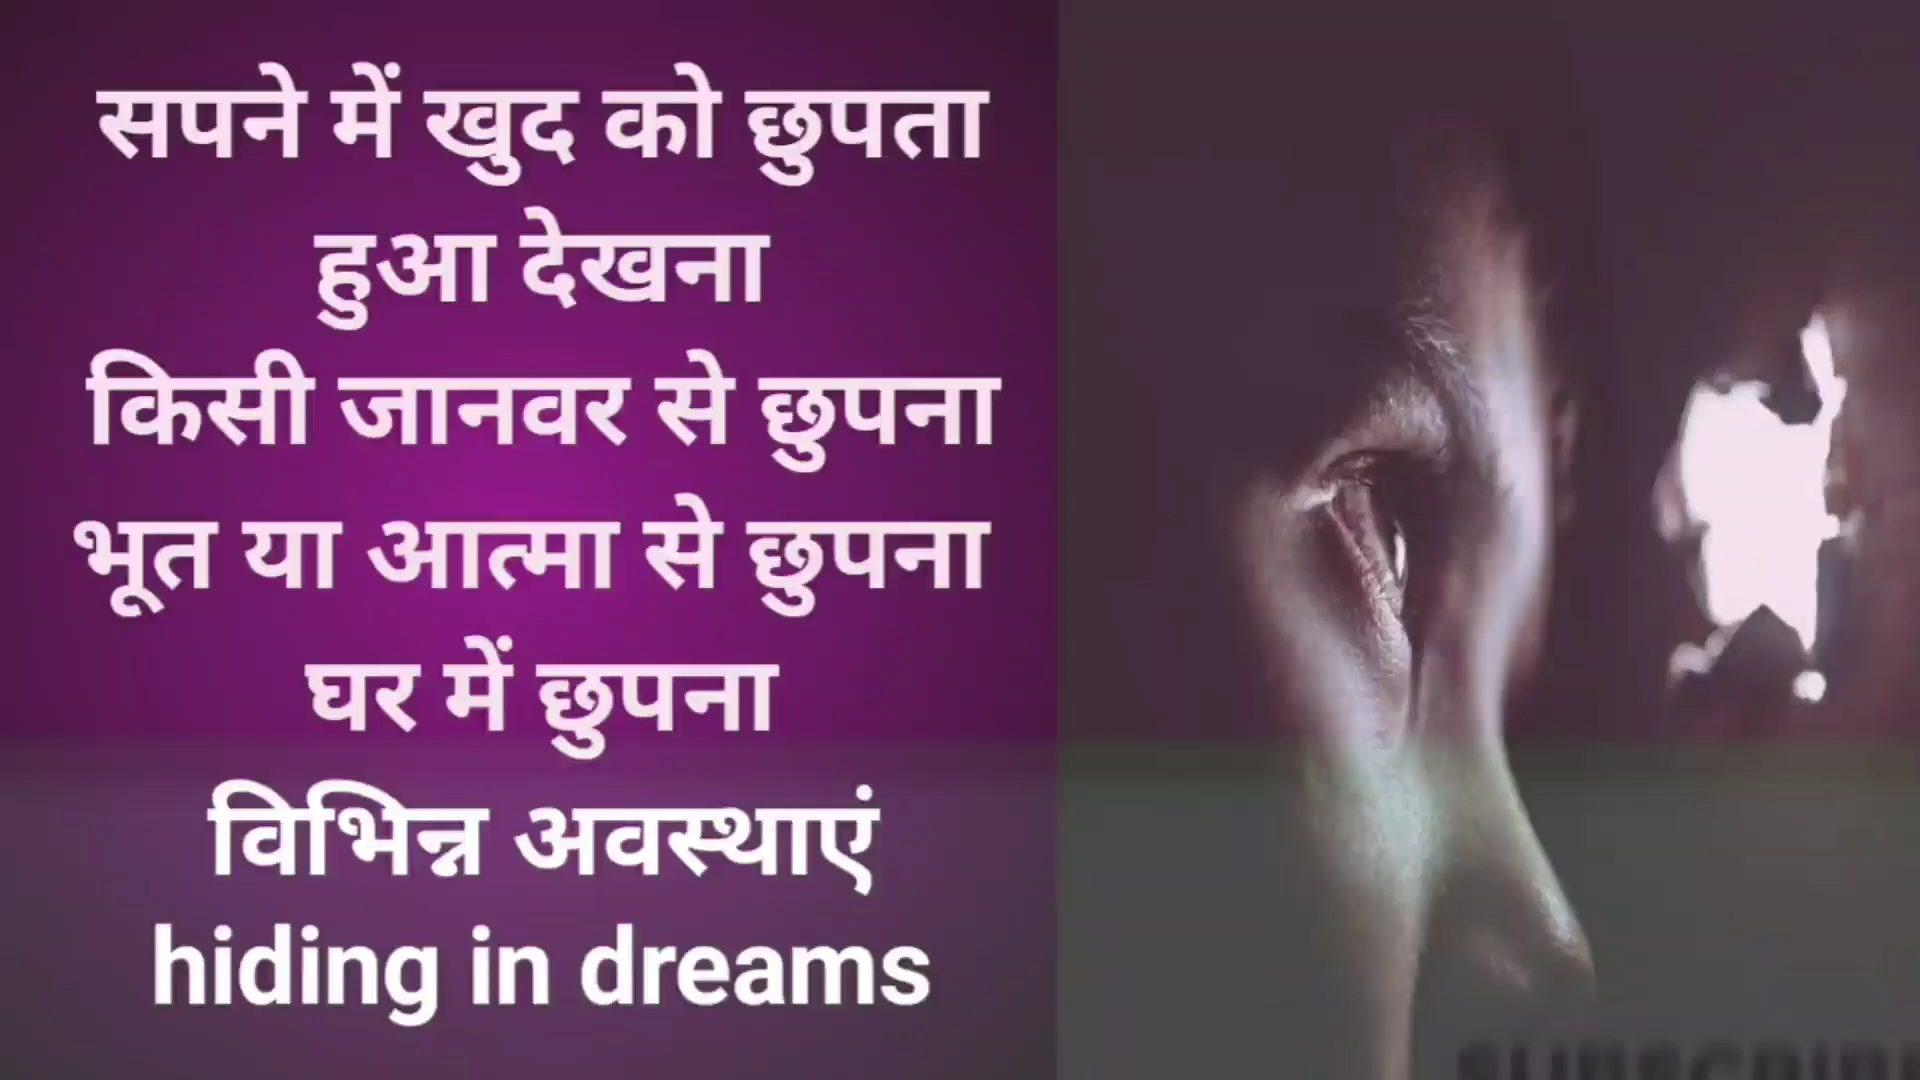 सपने में खुद को छुपता
हुआ देखना
किसी जानवर से छुपना
भूत या आत्मा से छुपना
घर में छुपना
विभिन्न अवस्थाएं
hiding in dreams